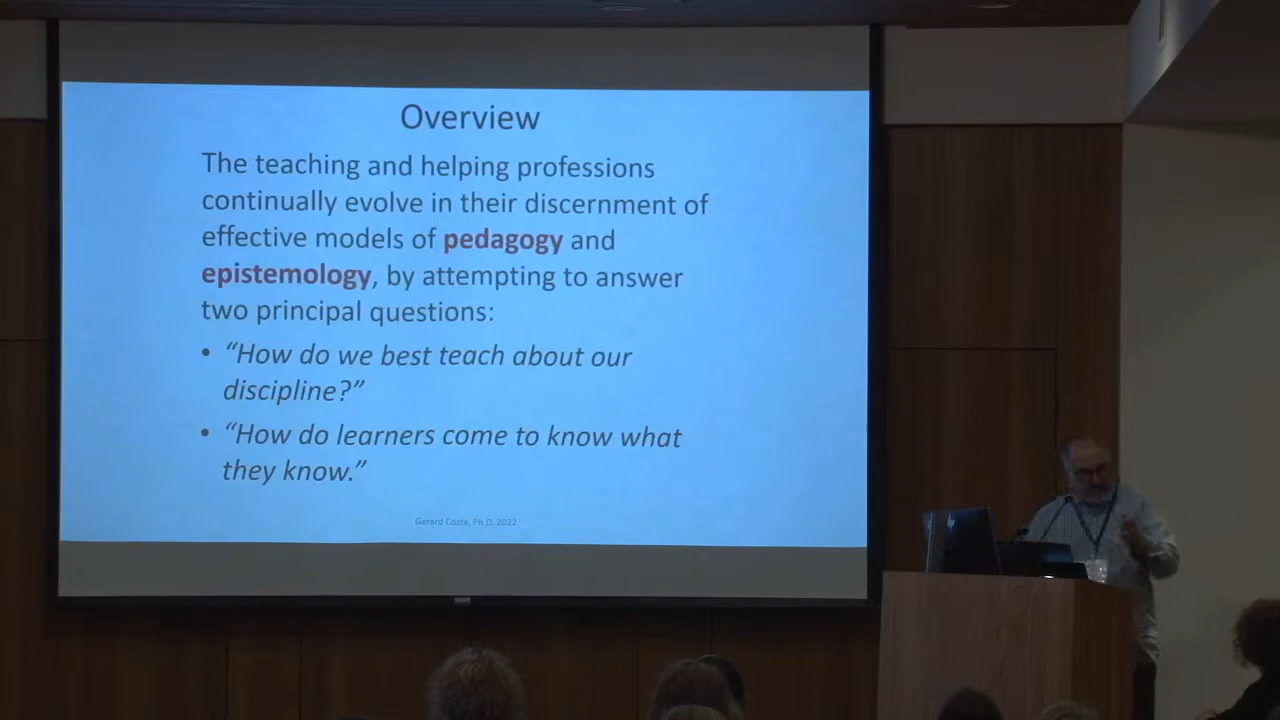 Overview
The teaching and helping professions
continually evolve in their discernment of
effective models of pedagogy and
epistemology, by attempting to answer
two principal questions:
• “How do we best teach about our
discipline?”
• “How do learners come to know what
they know.”
Gerard Costa, Ph.D. 2022
hp